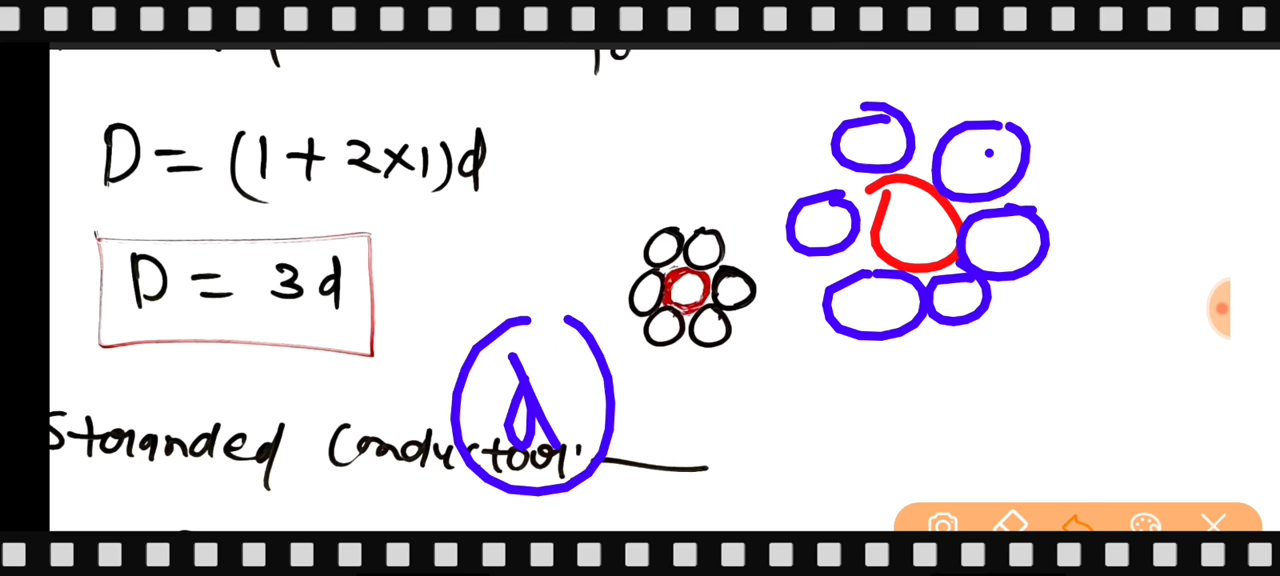 D = (1 + 2×1)d
D = 3d
Stranded Conductor: